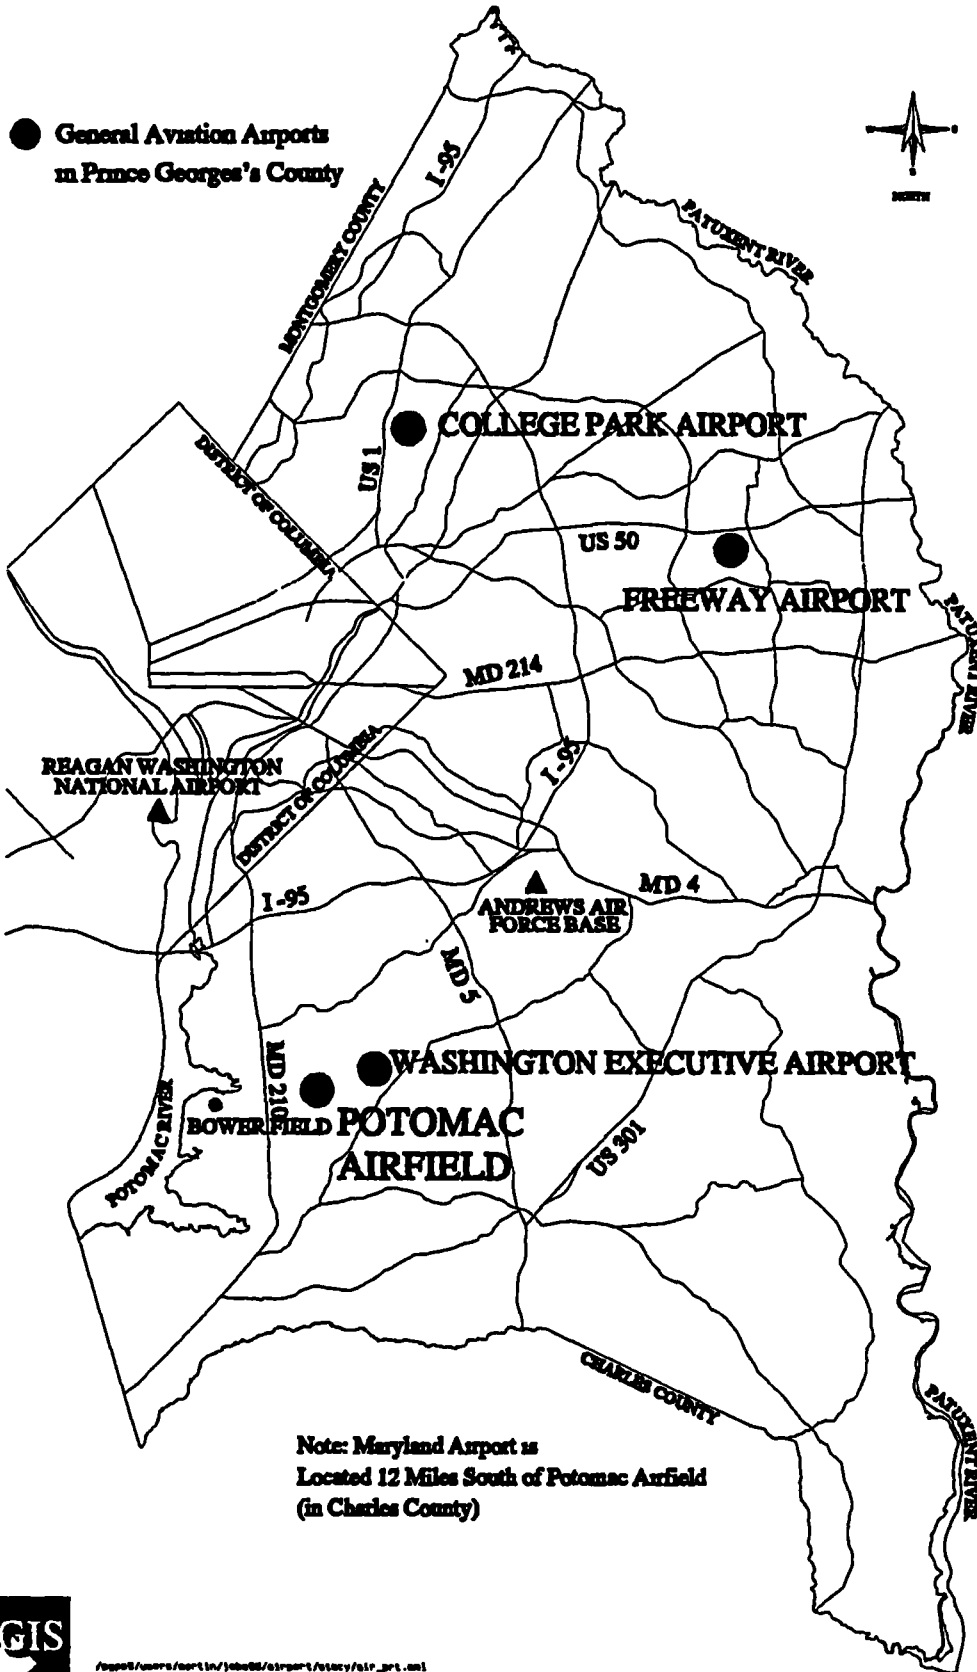 General Aviation Airports
in Prince Georges's County
I-95
MONTGOMERY COUNTY
NORTH
PATUXENT RIVER
COLLEGE PARK AIRPORT
DISTRICT OF COLUMBIA
US 1
US 50
FREEWAY AIRPORT
PATUXENT RIVER
MD 214
I-95
REAGAN WASHINGTON
NATIONAL AIRPORT
DISTRICT OF COLUMBIA
I-95
MD 4
ANDREWS AIR
FORCE BASE
MD 5
WASHINGTON EXECUTIVE AIRPORT
MD 210
POTOMAC RIVER
BOWER FIELD
POTOMAC
AIRFIELD
US 301
CHARLES COUNTY
PATUXENT RIVER
Note: Maryland Airport is
Located 12 Miles South of Potomac Airfield
(in Charles County)
GIS